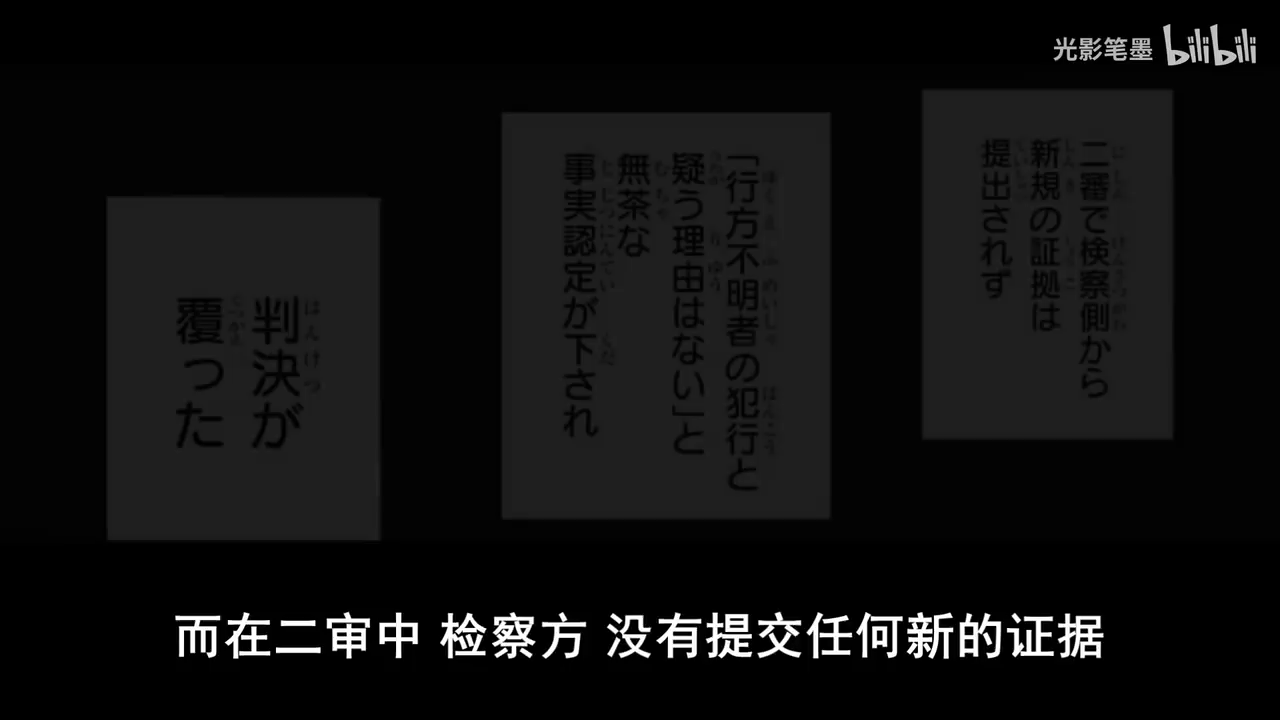 光影笔墨 bilibili
二審で検察側から
新規の証拠は
提出されず
「行方不明者の犯行と
疑う理由はない」と
無茶な
事実認定が下され
判決が
覆った
而在二审中 检察方 没有提交任何新的证据